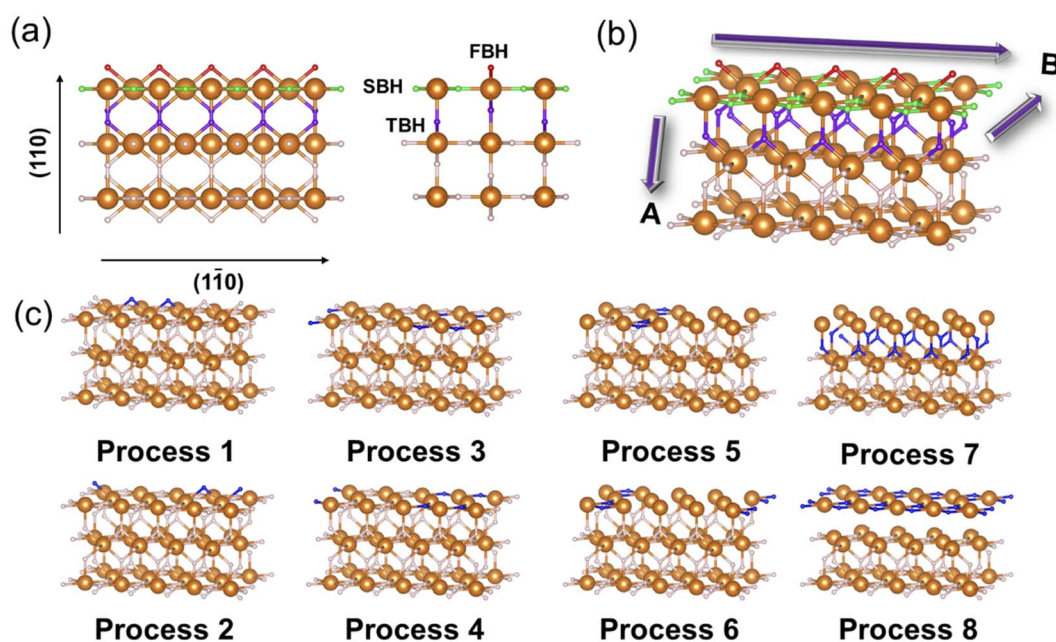 (a)
FBH
SBH
TBH
(110)
(11̄0)
(b)
B
A
(c)
Process 1
Process 3
Process 5
Process 7
Process 2
Process 4
Process 6
Process 8